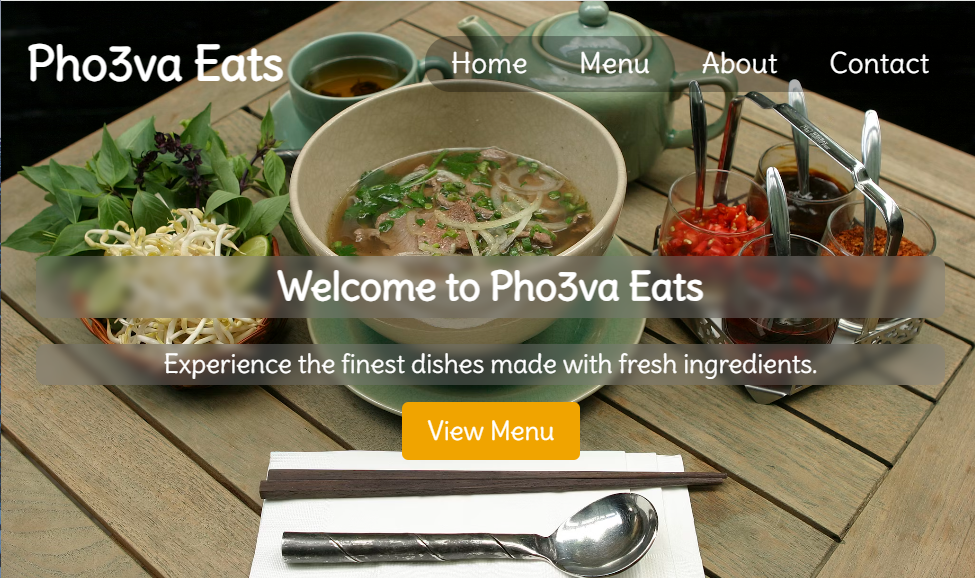 Pho3va Eats
Home Menu About Contact
Welcome to Pho3va Eats
Experience the finest dishes made with fresh ingredients.
View Menu